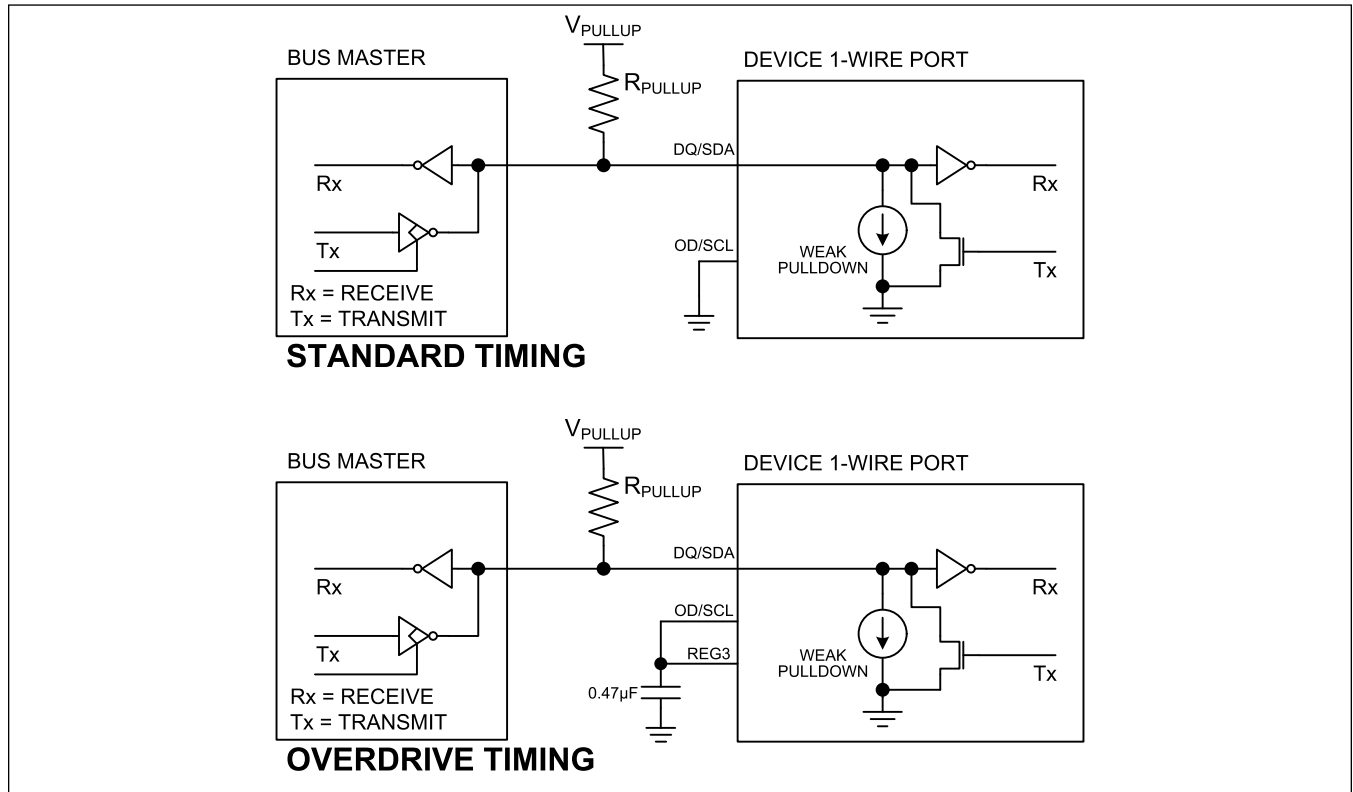 VPULLUP
BUS MASTER
DEVICE 1-WIRE PORT
RPULLUP
DQ/SDA
Rx
Rx
Tx
OD/SCL
WEAK
PULLDOWN
Tx
Rx = RECEIVE
Tx = TRANSMIT
STANDARD TIMING
VPULLUP
BUS MASTER
DEVICE 1-WIRE PORT
RPULLUP
DQ/SDA
Rx
Rx
OD/SCL
Tx
REG3
WEAK
PULLDOWN
Tx
0.47µF
Rx = RECEIVE
Tx = TRANSMIT
OVERDRIVE TIMING